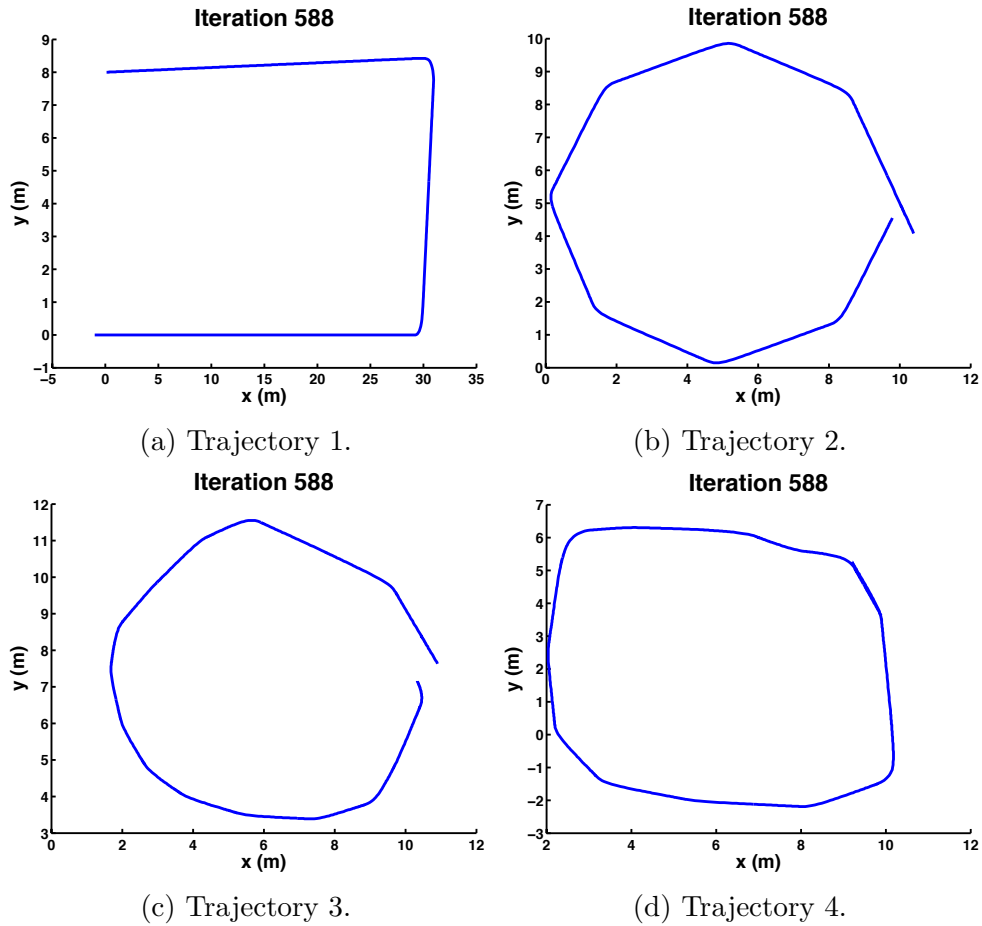 Iteration 588
9
8
7
6
5
4
3
2
1
0
−1
y (m)
−5 0 5 10 15 20 25 30 35
x (m)
(a) Trajectory 1.
Iteration 588
10
9
8
7
6
5
4
3
2
1
0
y (m)
0 2 4 6 8 10 12
x (m)
(b) Trajectory 2.
Iteration 588
12
11
10
9
8
7
6
5
4
3
y (m)
0 2 4 6 8 10 12
x (m)
(c) Trajectory 3.
Iteration 588
7
6
5
4
3
2
1
0
−1
−2
−3
y (m)
2 4 6 8 10 12
x (m)
(d) Trajectory 4.